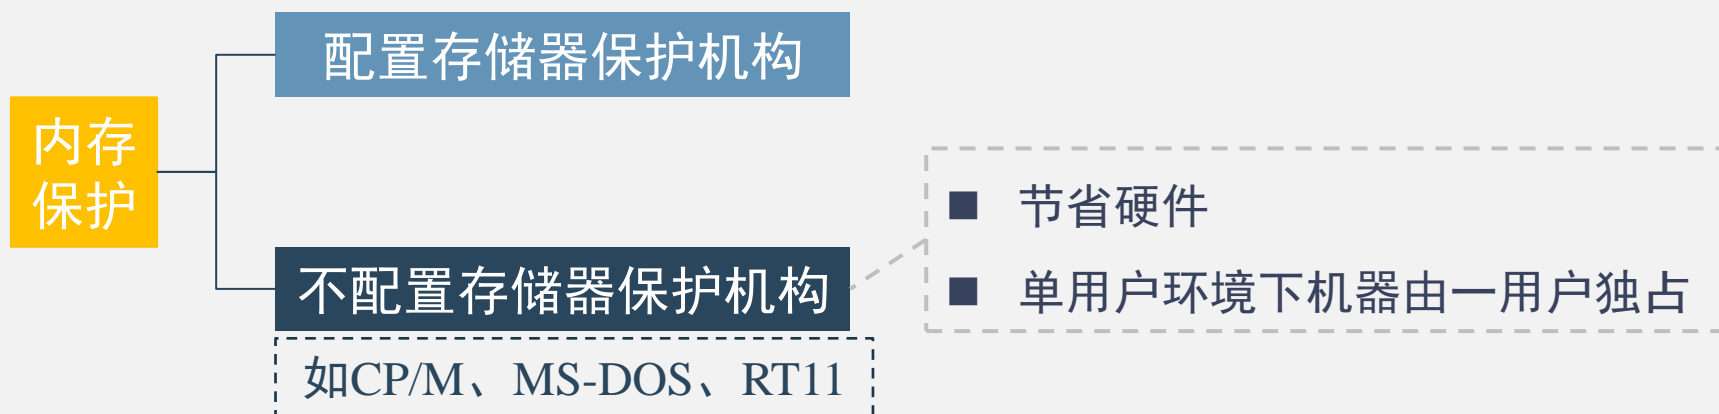 配置存储器保护机构
内存
保护
■ 节省硬件
■ 单用户环境下机器由一用户独占
不配置存储器保护机构
如CP/M、MS-DOS、RT11